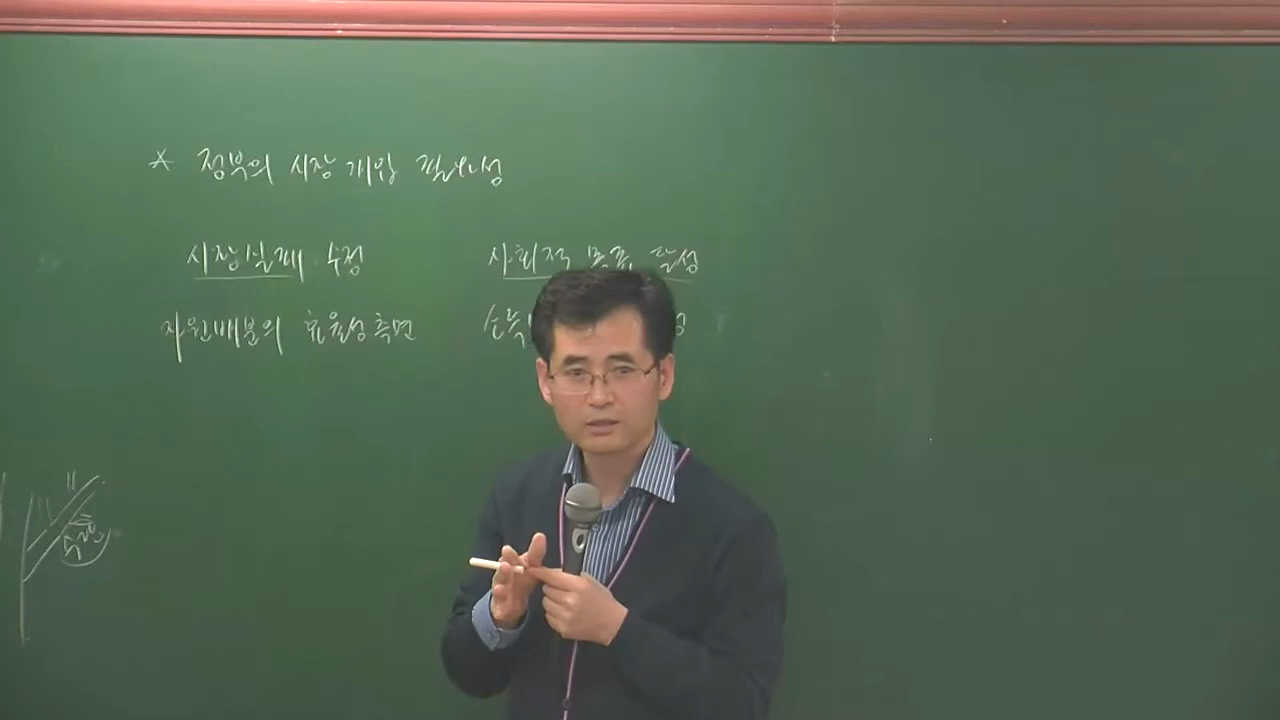 * 정부의 시장 개입 필요성
시장실패 수정 사회적 목표 달성
자원배분의 효율성 측면